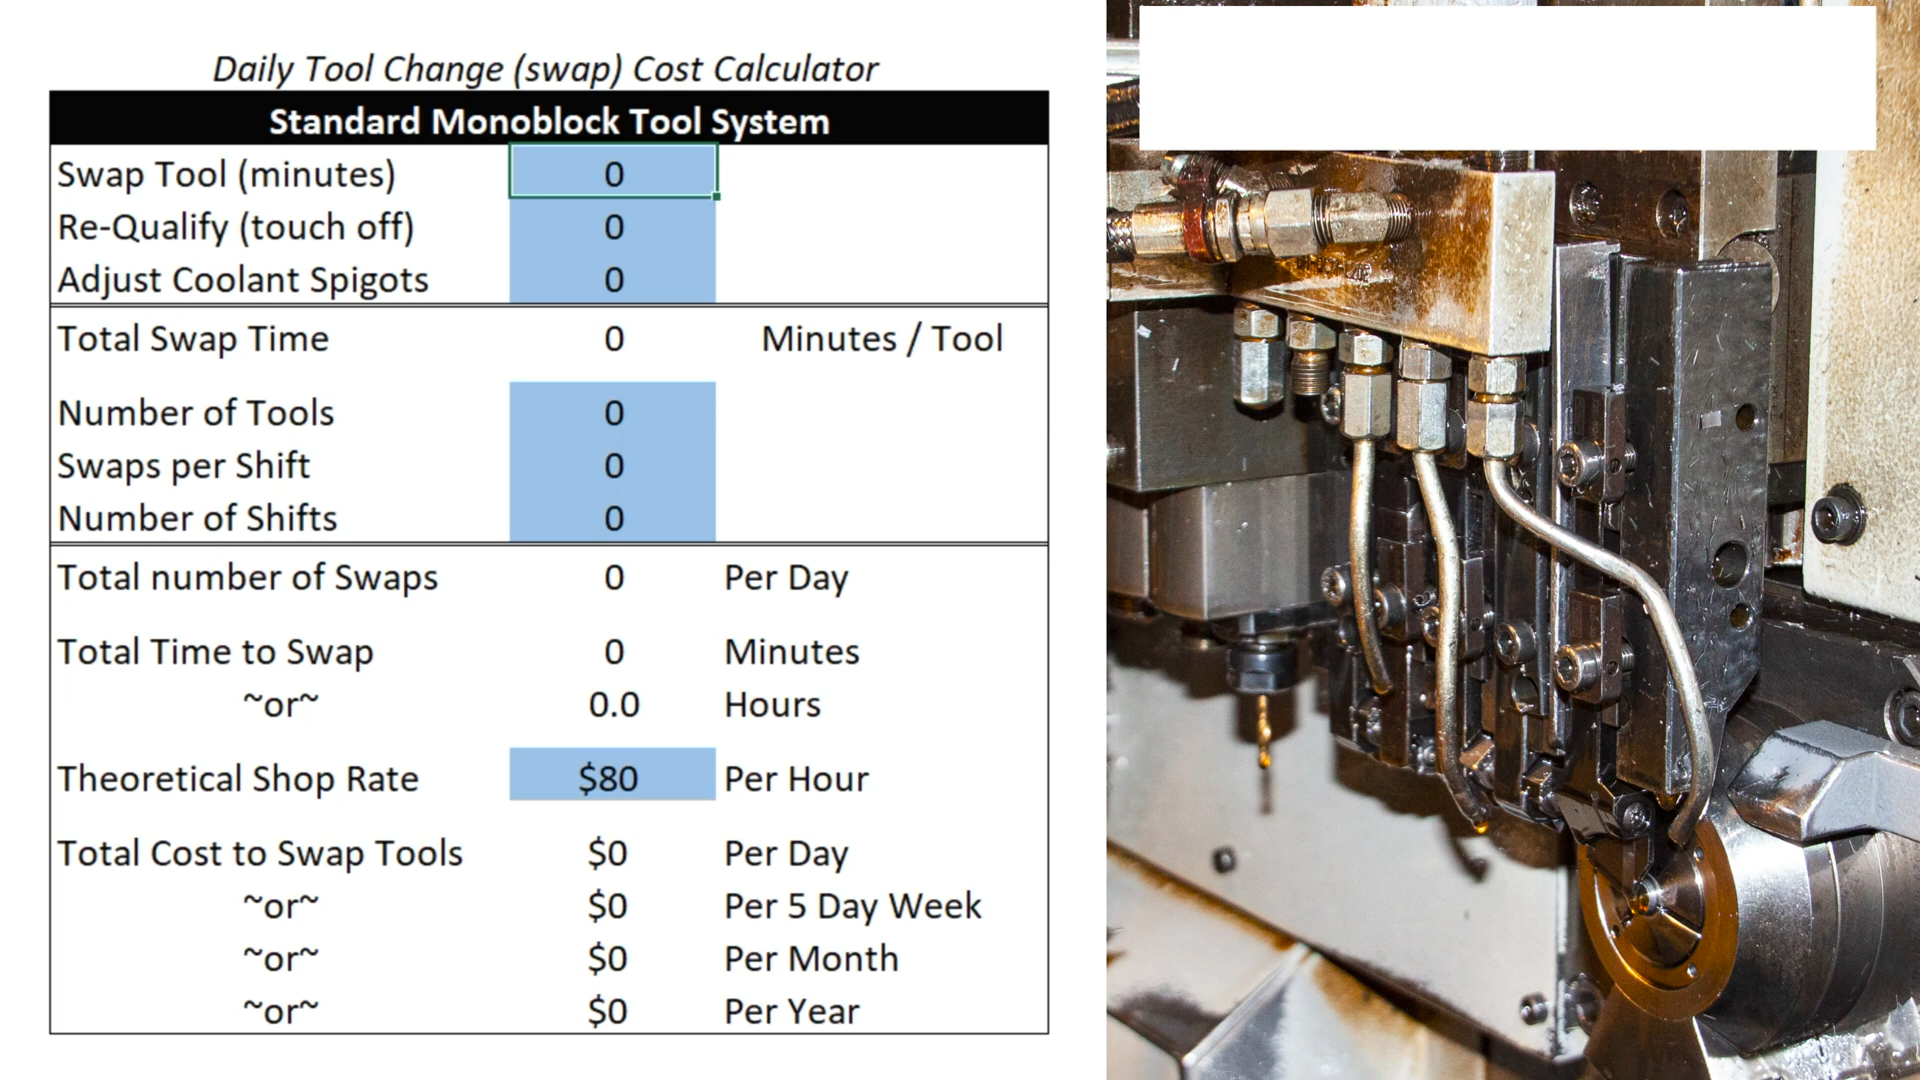 Daily Tool Change (swap) Cost Calculator
Standard Monoblock Tool System
Swap Tool (minutes) 0
Re-Qualify (touch off) 0
Adjust Coolant Spigots 0
Total Swap Time 0 Minutes / Tool
Number of Tools 0
Swaps per Shift 0
Number of Shifts 0
Total number of Swaps 0 Per Day
Total Time to Swap 0 Minutes
~or~ 0.0 Hours
Theoretical Shop Rate $80 Per Hour
Total Cost to Swap Tools $0 Per Day
~or~ $0 Per 5 Day Week
~or~ $0 Per Month
~or~ $0 Per Year